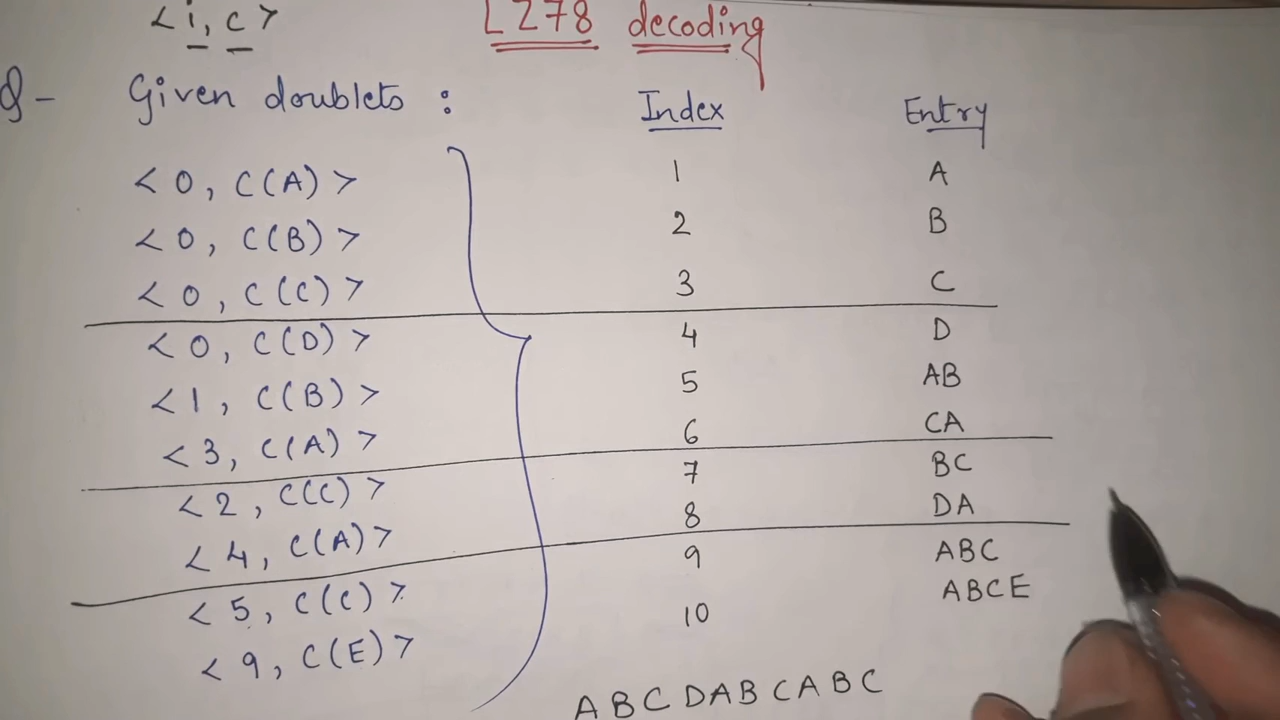 < i, c > LZ78 decoding
Q - Given doublets : Index Entry
< 0, C(A) > 1 A
< 0, C(B) > 2 B
< 0, C(C) > 3 C
< 0, C(D) > 4 D
< 1, C(B) > 5 AB
< 3, C(A) > 6 CA
< 2, C(C) > 7 BC
< 4, C(A) > 8 DA
< 5, C(C) > 9 ABC
< 9, C(E) > 10 ABCE
A B C D A B C A B C